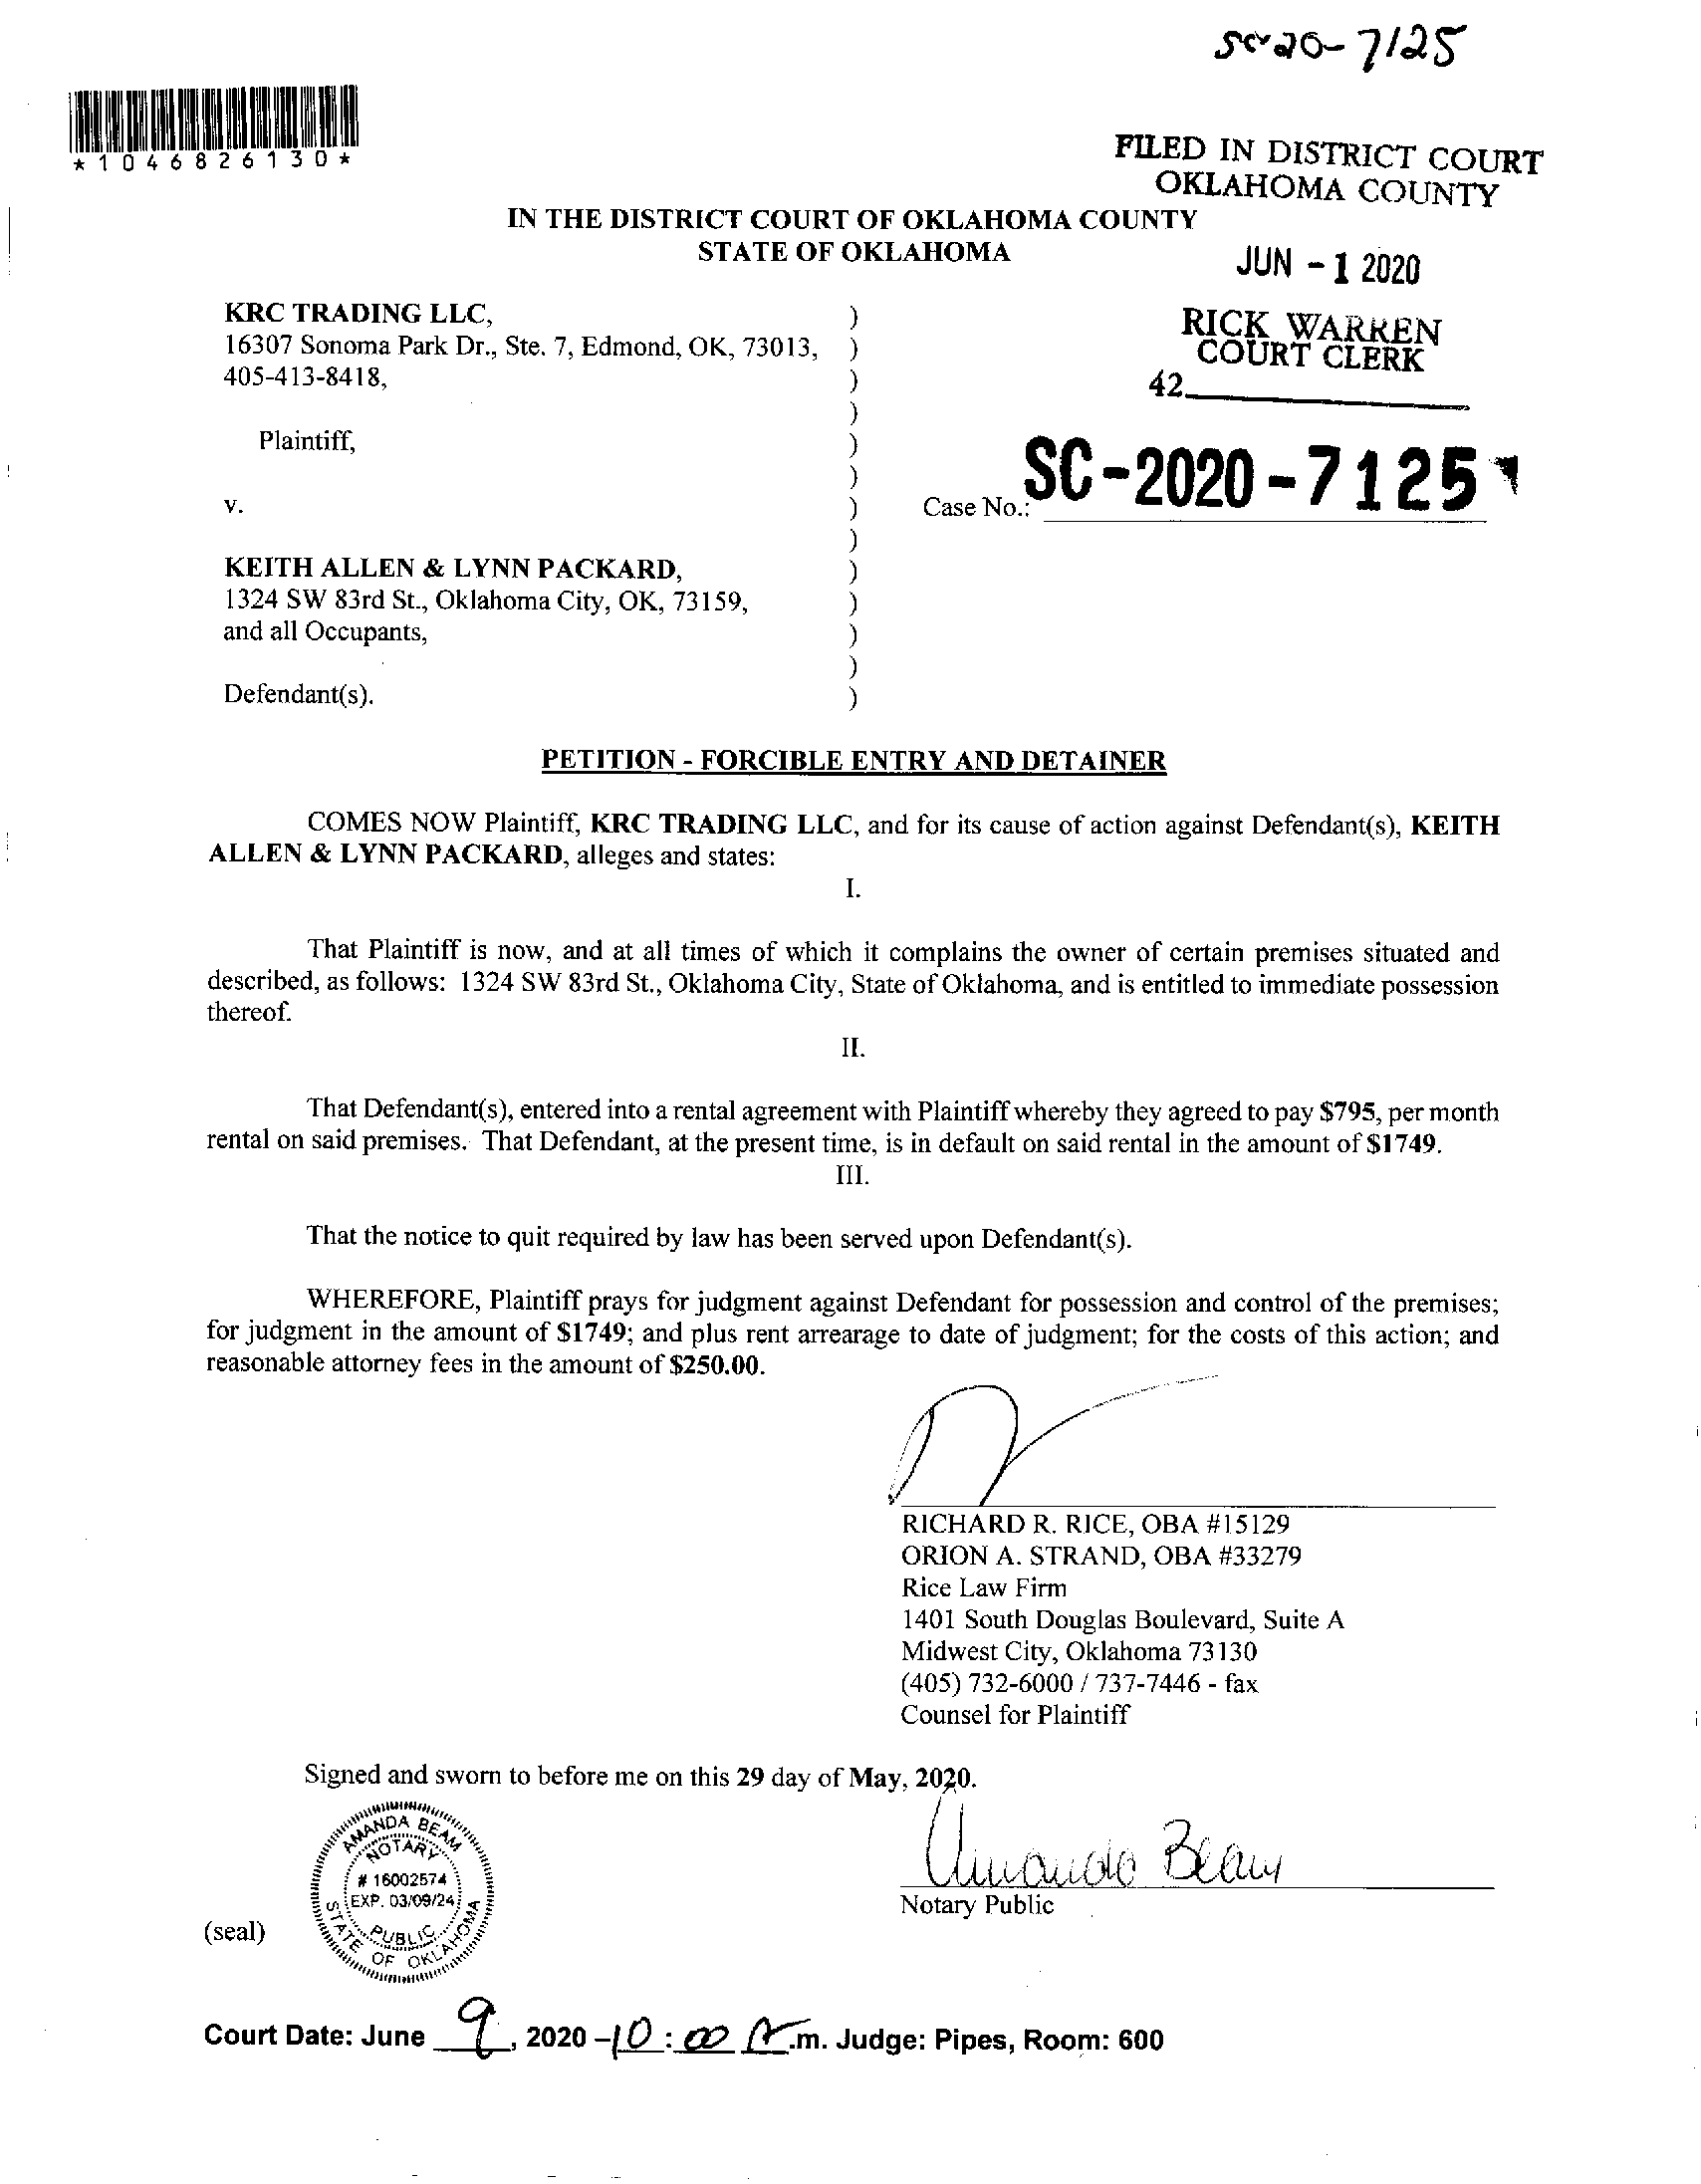 SC-20-7125
*1046826130*
FILED IN DISTRICT COURT
OKLAHOMA COUNTY
IN THE DISTRICT COURT OF OKLAHOMA COUNTY
STATE OF OKLAHOMA
JUN - 1 2020
RICK WARREN
COURT CLERK
42
KRC TRADING LLC, )
16307 Sonoma Park Dr., Ste. 7, Edmond, OK, 73013, )
405-413-8418, )
)
Plaintiff, )
)
v. ) Case No.: SC-2020-7125
)
KEITH ALLEN & LYNN PACKARD, )
1324 SW 83rd St., Oklahoma City, OK, 73159, )
and all Occupants, )
)
Defendant(s). )
PETITION - FORCIBLE ENTRY AND DETAINER
COMES NOW Plaintiff, KRC TRADING LLC, and for its cause of action against Defendant(s), KEITH
ALLEN & LYNN PACKARD, alleges and states:
I.
That Plaintiff is now, and at all times of which it complains the owner of certain premises situated and
described, as follows: 1324 SW 83rd St., Oklahoma City, State of Oklahoma, and is entitled to immediate possession
thereof.
II.
That Defendant(s), entered into a rental agreement with Plaintiff whereby they agreed to pay $795, per month
rental on said premises. That Defendant, at the present time, is in default on said rental in the amount of $1749.
III.
That the notice to quit required by law has been served upon Defendant(s).
WHEREFORE, Plaintiff prays for judgment against Defendant for possession and control of the premises;
for judgment in the amount of $1749; and plus rent arrearage to date of judgment; for the costs of this action; and
reasonable attorney fees in the amount of $250.00.
RICHARD R. RICE, OBA #15129
ORION A. STRAND, OBA #33279
Rice Law Firm
1401 South Douglas Boulevard, Suite A
Midwest City, Oklahoma 73130
(405) 732-6000 / 737-7446 - fax
Counsel for Plaintiff
Signed and sworn to before me on this 29 day of May, 2020.
AMANDA BEAM
NOTARY
# 16002574
EXP. 03/09/24
PUBLIC
STATE OF OKLAHOMA
Amanda Beam
Notary Public
(seal)
Court Date: June 9, 2020 - 10:00 A.m. Judge: Pipes, Room: 600